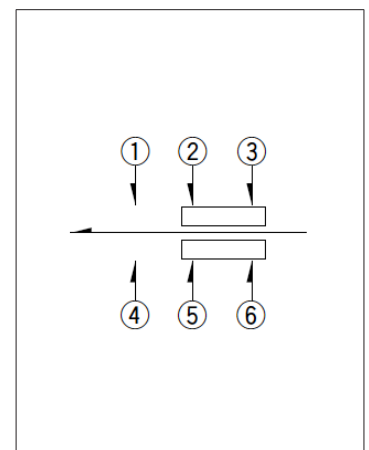 ① ② ③
④ ⑤ ⑥